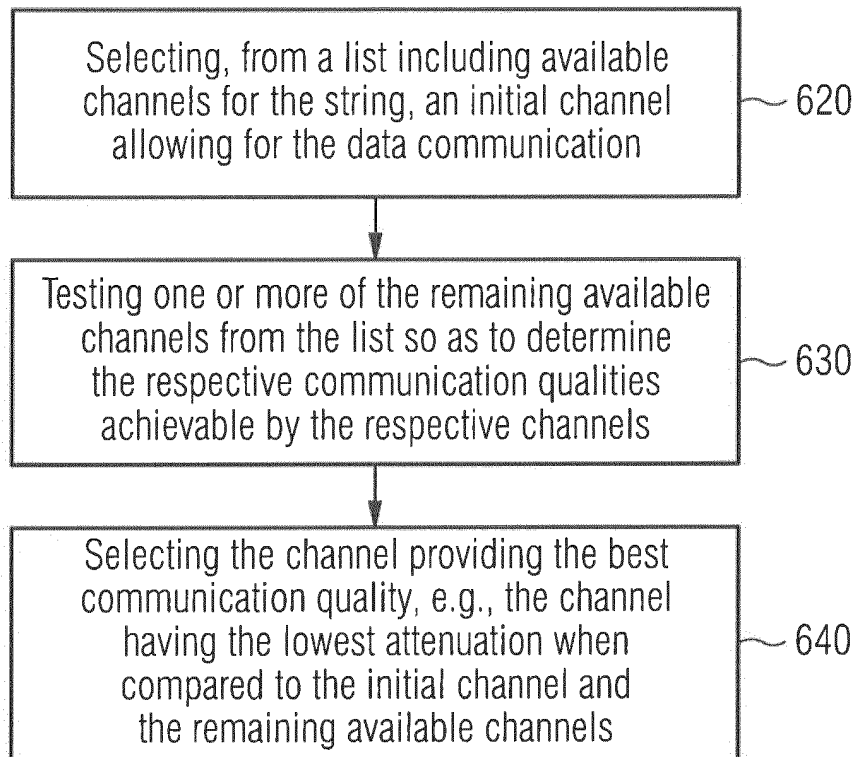 Selecting, from a list including available
channels for the string, an initial channel
allowing for the data communication
620
Testing one or more of the remaining available
channels from the list so as to determine
the respective communication qualities
achievable by the respective channels
630
Selecting the channel providing the best
communication quality, e.g., the channel
having the lowest attenuation when
compared to the initial channel and
the remaining available channels
640